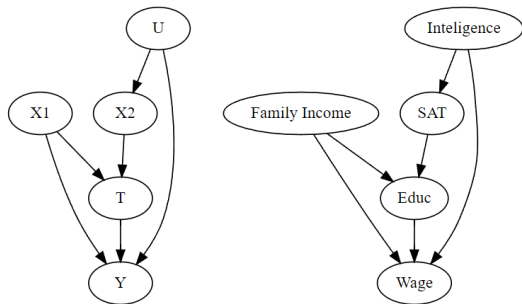 U
X1
X2
T
Y
Inteligence
Family Income
SAT
Educ
Wage